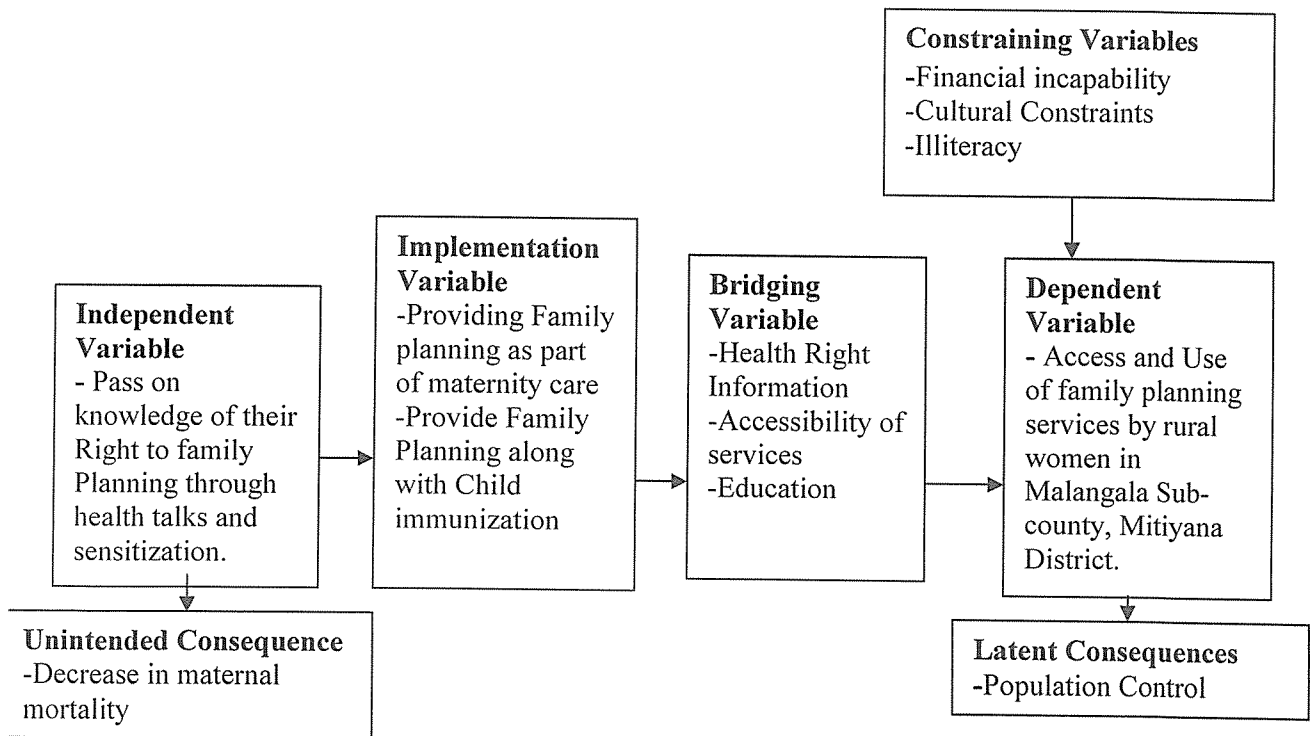 Constraining Variables
-Financial incapability
-Cultural Constraints
-Illiteracy
Independent
Variable
- Pass on
knowledge of their
Right to family
Planning through
health talks and
sensitization.
Implementation
Variable
-Providing Family
planning as part
of maternity care
-Provide Family
Planning along
with Child
immunization
Bridging
Variable
-Health Right
Information
-Accessibility of
services
-Education
Dependent
Variable
- Access and Use
of family planning
services by rural
women in
Malangala Sub-
county, Mitiyana
District.
Unintended Consequence
-Decrease in maternal
mortality
Latent Consequences
-Population Control